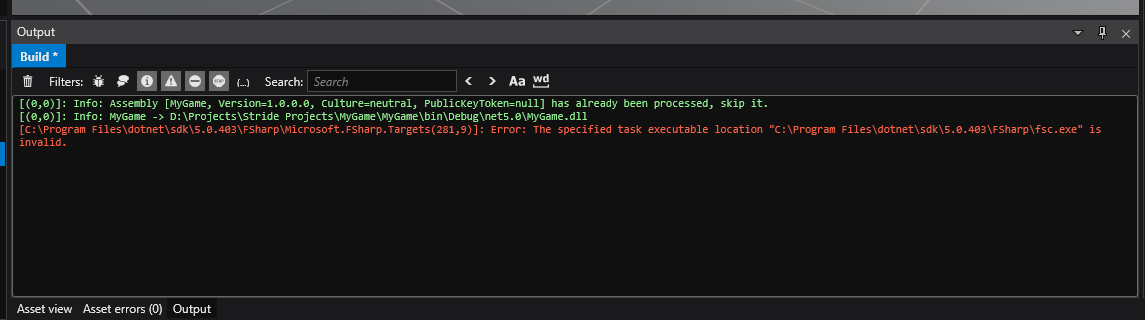 Output
Build *
Filters: {...} Search: Search < > Aa wd
[(0,0)]: Info: Assembly [MyGame, Version=1.0.0.0, Culture=neutral, PublicKeyToken=null] has already been processed, skip it.
[(0,0)]: Info: MyGame -> D:\Projects\Stride Projects\MyGame\MyGame\bin\Debug\net5.0\MyGame.dll
[C:\Program Files\dotnet\sdk\5.0.403\FSharp\Microsoft.FSharp.Targets(281,9)]: Error: The specified task executable location "C:\Program Files\dotnet\sdk\5.0.403\FSharp\fsc.exe" is
invalid.
Asset view Asset errors (0) Output